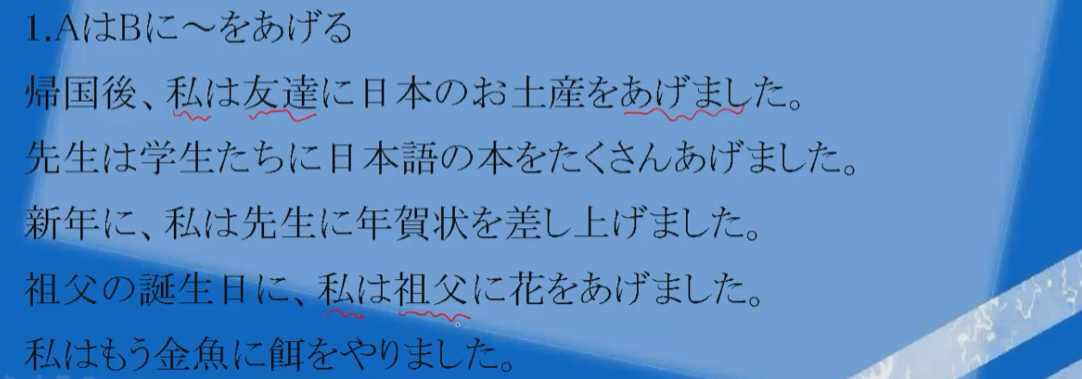 1.AはBに～をあげる
帰国後、私は友達に日本のお土産をあげました。
先生は学生たちに日本語の本をたくさんあげました。
新年に、私は先生に年賀状を差し上げました。
祖父の誕生日に、私は祖父に花をあげました。
私はもう金魚に餌をやりました。